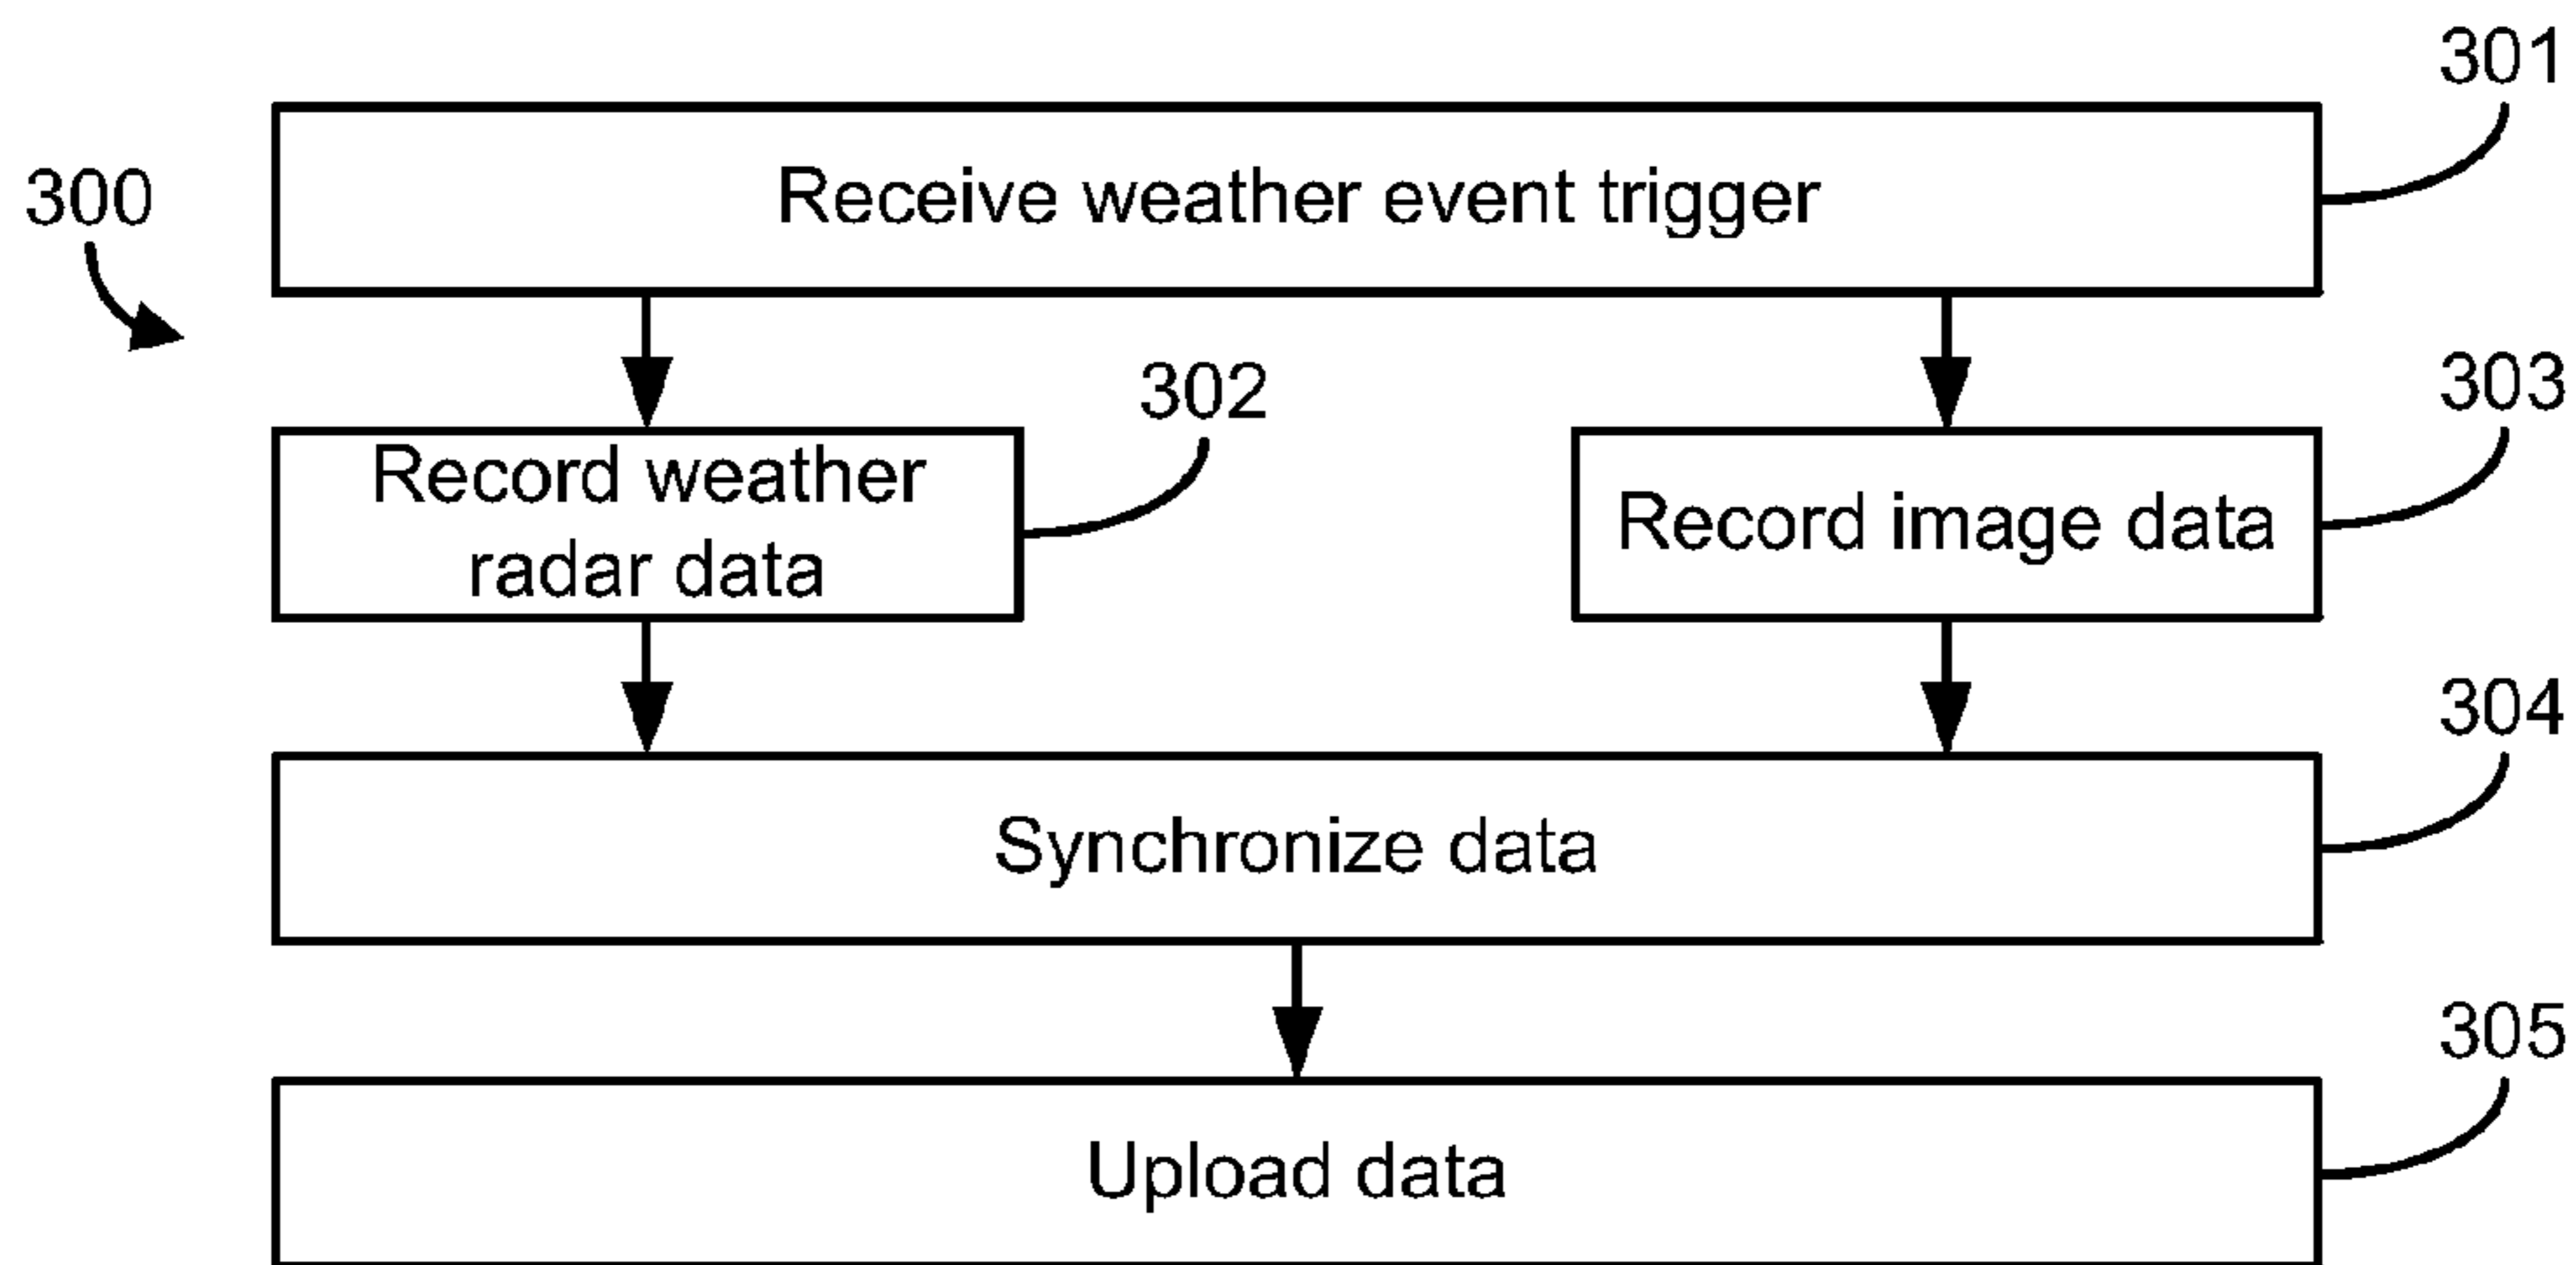 301
300
Receive weather event trigger
302
303
Record weather
radar data
Record image data
304
Synchronize data
305
Upload data